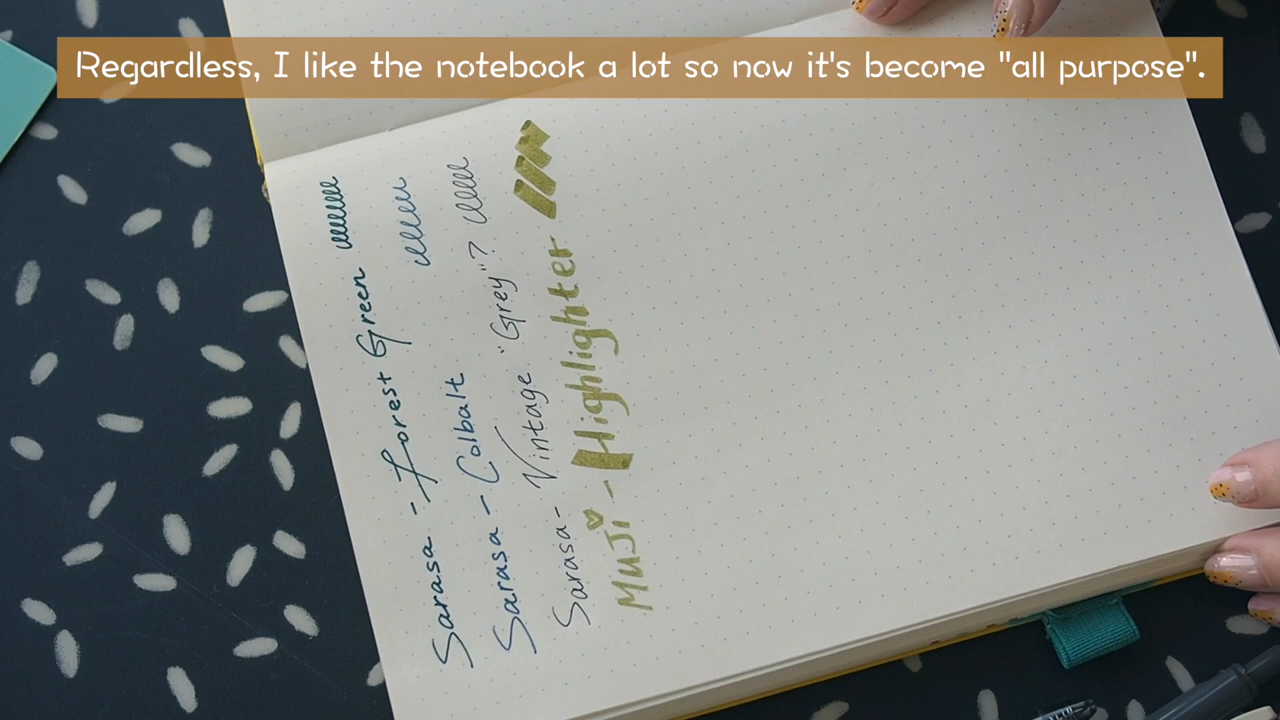 Regardless, I like the notebook a lot so now it's become "all purpose".
Sarasa - Forest Green
Sarasa - Colbalt
Sarasa - Vintage "Grey"?
MUJI - Highlighter